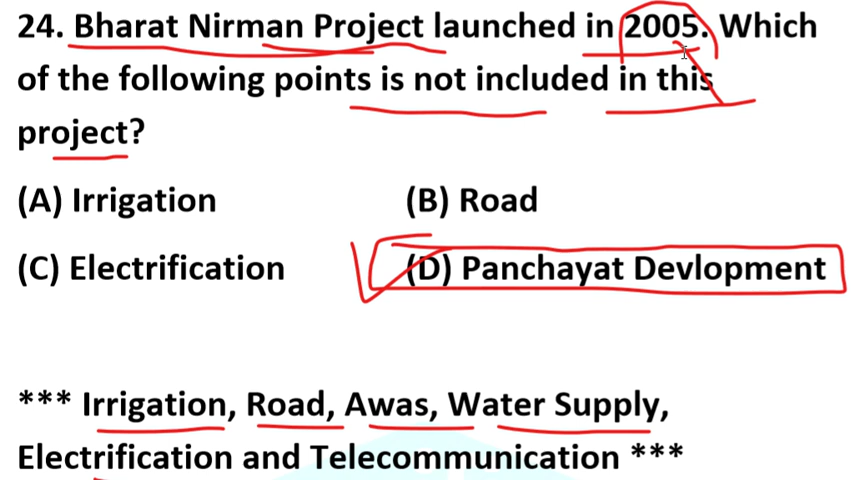 24. Bharat Nirman Project launched in 2005. Which
of the following points is not included in this
project?
(A) Irrigation (B) Road
(C) Electrification (D) Panchayat Devlopment
*** Irrigation, Road, Awas, Water Supply,
Electrification and Telecommunication ***